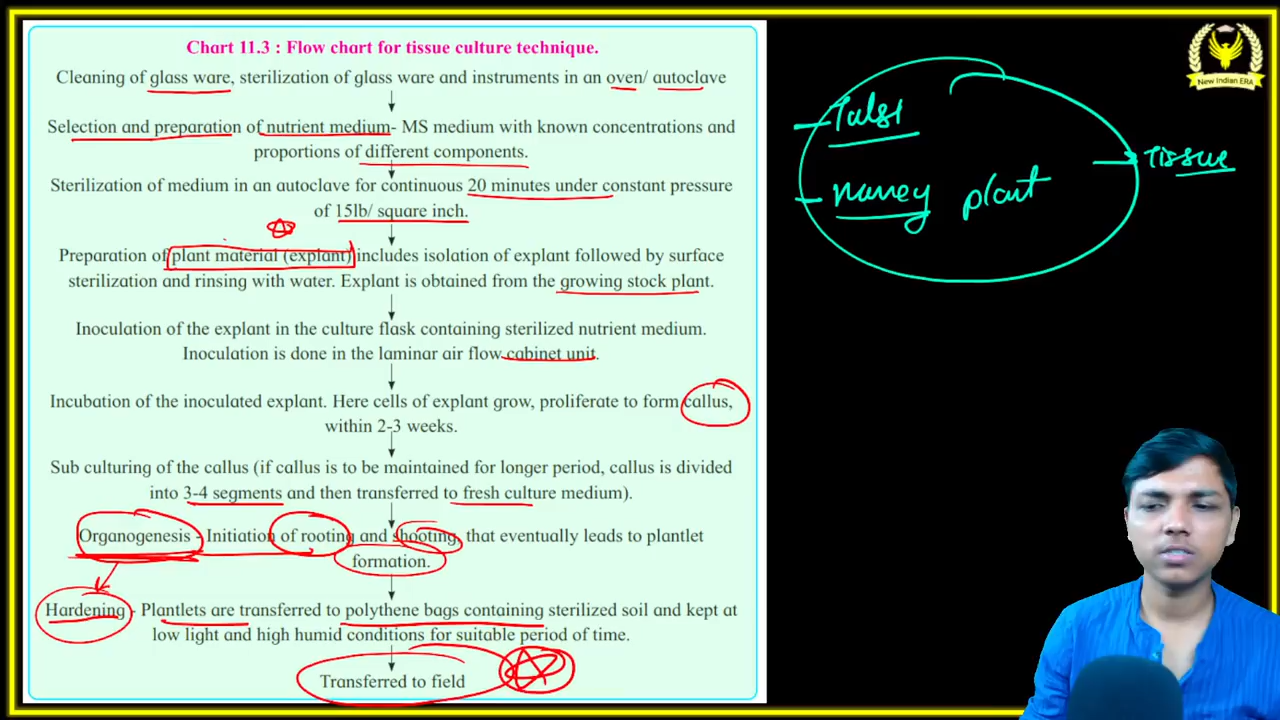 Chart 11.3 : Flow chart for tissue culture technique.
Cleaning of glass ware, sterilization of glass ware and instruments in an oven/ autoclave
Selection and preparation of nutrient medium- MS medium with known concentrations and
proportions of different components.
Sterilization of medium in an autoclave for continuous 20 minutes under constant pressure
of 15lb/ square inch.
Preparation of plant material (explant) includes isolation of explant followed by surface
sterilization and rinsing with water. Explant is obtained from the growing stock plant.
Inoculation of the explant in the culture flask containing sterilized nutrient medium.
Inoculation is done in the laminar air flow cabinet unit.
Incubation of the inoculated explant. Here cells of explant grow, proliferate to form callus,
within 2-3 weeks.
Sub culturing of the callus (if callus is to be maintained for longer period, callus is divided
into 3-4 segments and then transferred to fresh culture medium).
Organogenesis - Initiation of rooting and shooting, that eventually leads to plantlet
formation.
Hardening - Plantlets are transferred to polythene bags containing sterilized soil and kept at
low light and high humid conditions for suitable period of time.
Transferred to field
Tissue
plant
New Indian ERA